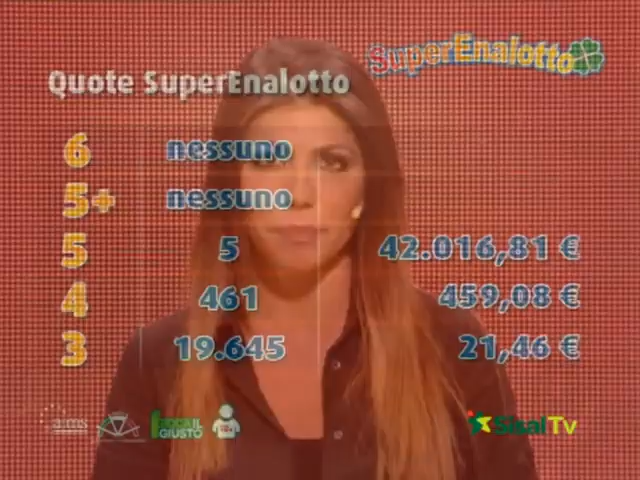 SuperEnalotto
Quote SuperEnalotto
6 nessuno
5+ nessuno
5 5 42.016,81 €
4 461 459,08 €
3 19.645 21,46 €
aams
GIUSTO
SisalTv